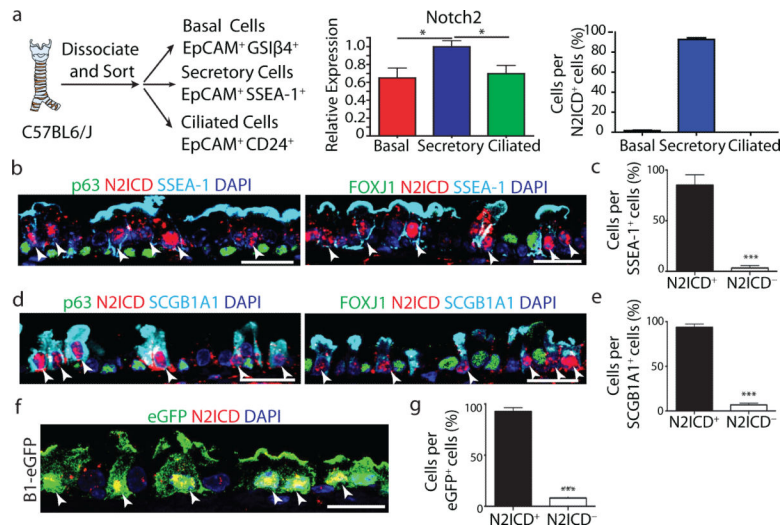 a
Dissociate
and Sort
C57BL6/J
Basal Cells
EpCAM⁺ GSIβ4⁺
Secretory Cells
EpCAM⁺ SSEA-1⁺
Ciliated Cells
EpCAM⁺ CD24⁺
Notch2
Relative Expression
1.0
0.8
0.6
0.4
0.2
0
* *
Basal Secretory Ciliated
Cells per
N2ICD⁺ cells (%)
100
80
60
40
20
0
Basal Secretory Ciliated
b
p63 N2ICD SSEA-1 DAPI
FOXJ1 N2ICD SSEA-1 DAPI
c
Cells per
SSEA-1⁺ cells (%)
100
50
0
***
N2ICD⁺ N2ICD⁻
d
p63 N2ICD SCGB1A1 DAPI
FOXJ1 N2ICD SCGB1A1 DAPI
e
Cells per
SCGB1A1⁺ cells (%)
100
50
0
***
N2ICD⁺ N2ICD⁻
f
eGFP N2ICD DAPI
B1-eGFP
g
Cells per
eGFP⁺ cells (%)
100
50
0
***
N2ICD⁺ N2ICD⁻